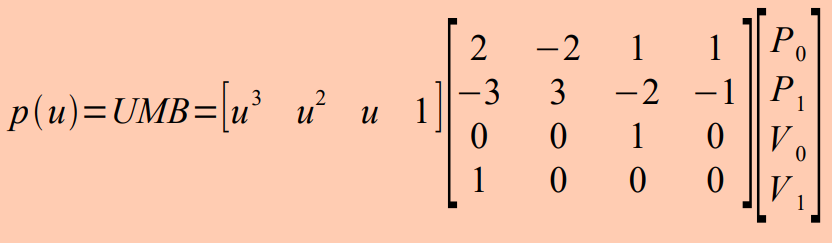 p(u)=UMB=[u³ u² u 1][2 −2 1 1; −3 3 −2 −1; 0 0 1 0; 1 0 0 0][P₀; P₁; V₀; V₁]